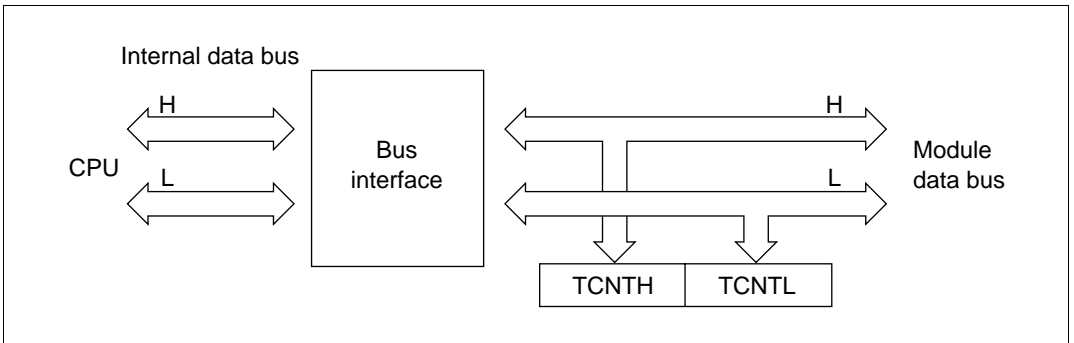 Internal data bus
H
H
CPU
Bus
interface
Module
data bus
L
L
TCNTH
TCNTL